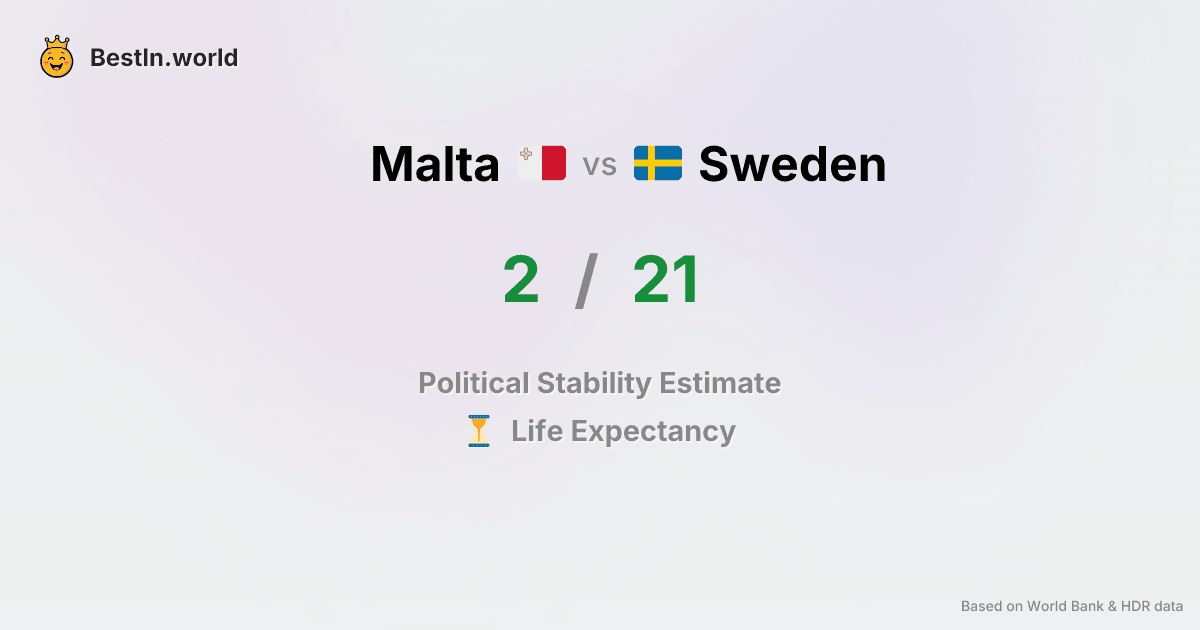 BestIn.world
Malta vs Sweden
2 / 21
Political Stability Estimate
Life Expectancy
Based on World Bank & HDR data